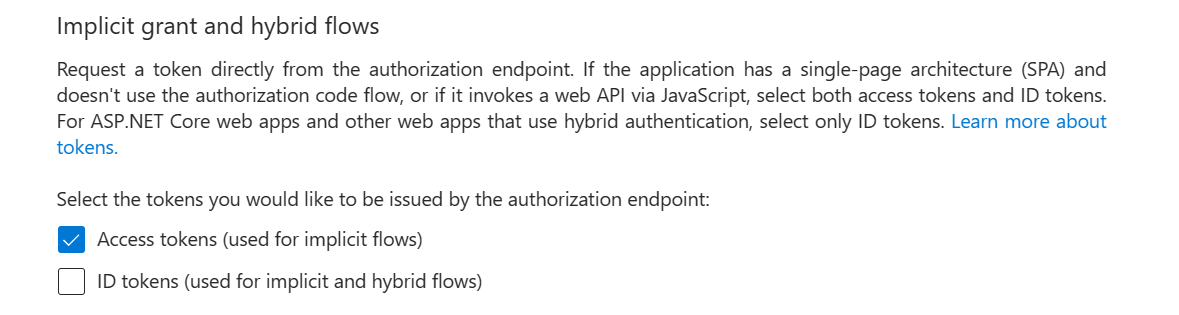 Implicit grant and hybrid flows
Request a token directly from the authorization endpoint. If the application has a single-page architecture (SPA) and
doesn't use the authorization code flow, or if it invokes a web API via JavaScript, select both access tokens and ID tokens.
For ASP.NET Core web apps and other web apps that use hybrid authentication, select only ID tokens. Learn more about
tokens.
Select the tokens you would like to be issued by the authorization endpoint:
Access tokens (used for implicit flows)
ID tokens (used for implicit and hybrid flows)